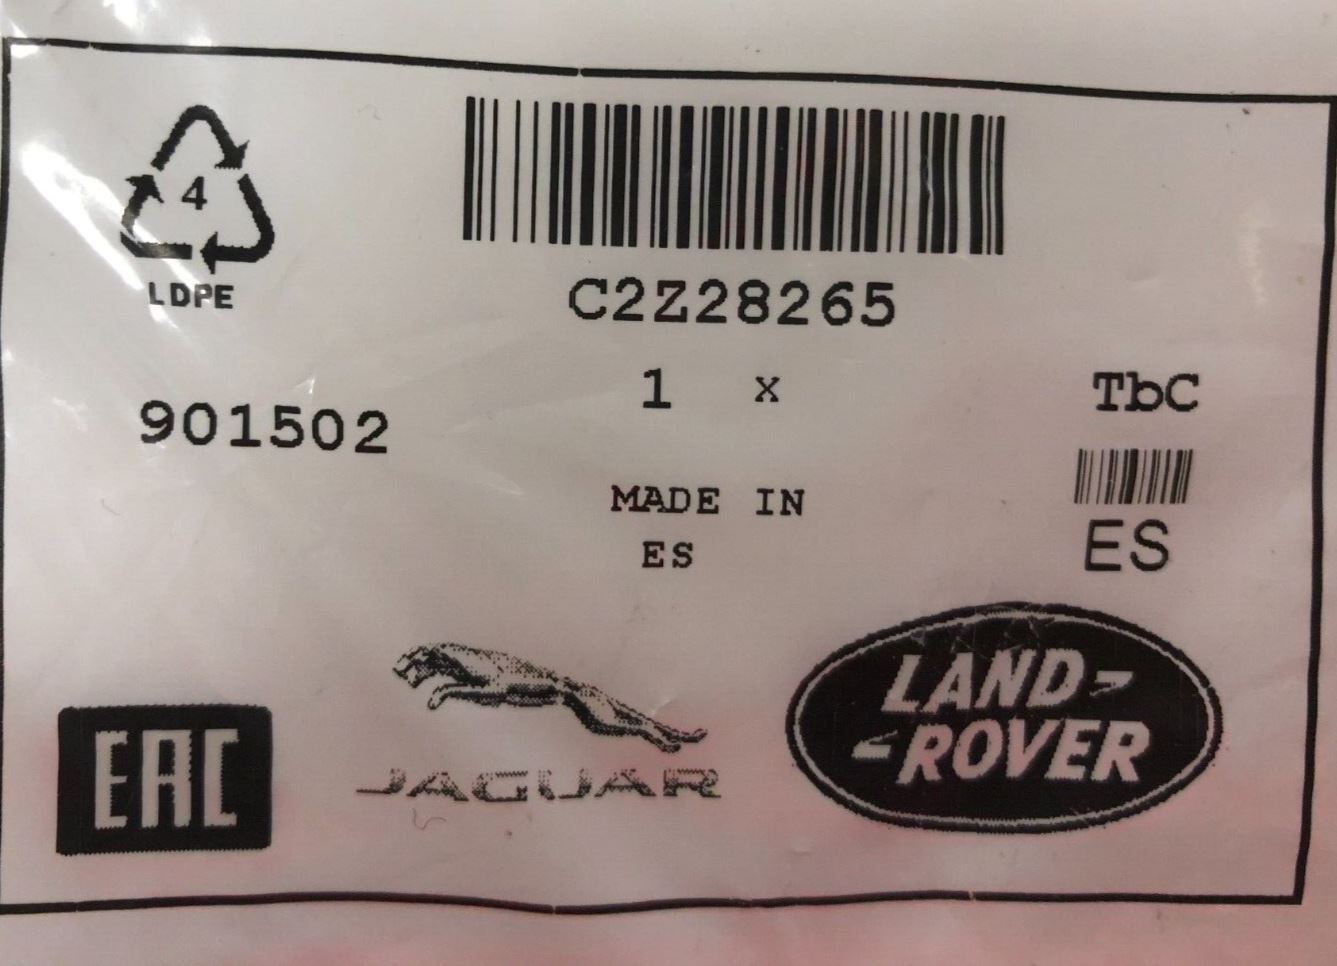 4
LDPE
C2Z28265
1 x
TbC
901502
MADE IN
ES
ES
EAC
JAGUAR
LAND-
-ROVER